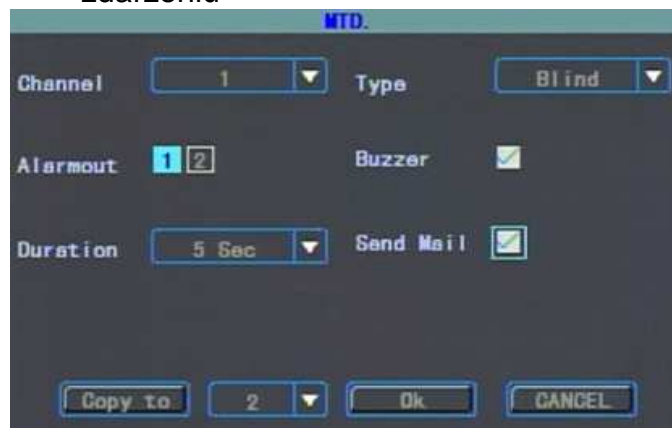 zdarzeniu
MTD.
Channel 1 Type Blind
Alarmout 1 2 Buzzer
Duration 5 Sec Send Mail
Copy to 2 Ok CANCEL